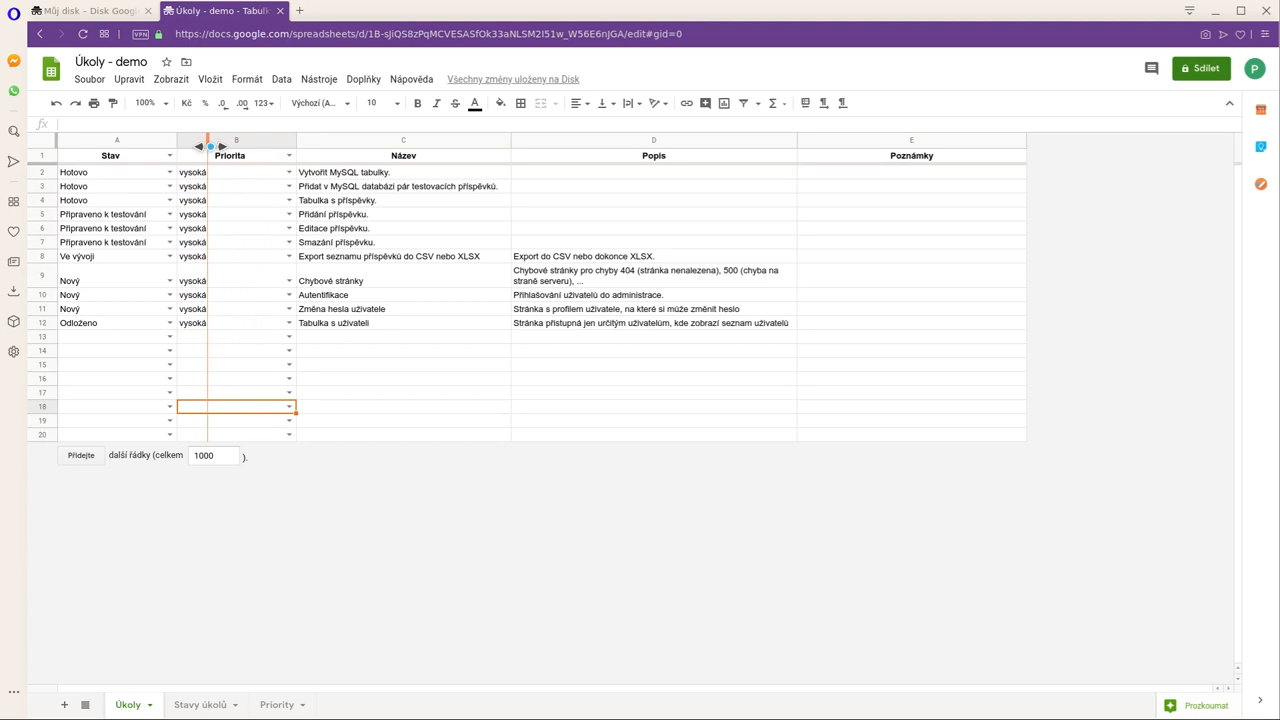 Můj disk – Disk Googl
Úkoly - demo - Tabulk
VPN
https://docs.google.com/spreadsheets/d/1B-sJiQS8zPqMCVESASfOk33aNLSM2I51w_W56E6nJGA/edit#gid=0
Úkoly - demo
Soubor Upravit Zobrazit Vložit Formát Data Nástroje Doplňky Nápověda Všechny změny uloženy na Disk
Sdílet
P
100% Kč % .0 .00 123 Výchozí (A... 10 B I S A
fx
A B C D E
1 Stav Priorita Název Popis Poznámky
2 Hotovo vysoká Vytvořit MySQL tabulky.
3 Hotovo vysoká Přidat v MySQL databázi pár testovacích příspěvků.
4 Hotovo vysoká Tabulka s příspěvky.
5 Připraveno k testování vysoká Přidání příspěvku.
6 Připraveno k testování vysoká Editace příspěvku.
7 Připraveno k testování vysoká Smazání příspěvku.
8 Ve vývoji vysoká Export seznamu příspěvků do CSV nebo XLSX Export do CSV nebo dokonce XLSX.
9 Nový vysoká Chybové stránky Chybové stránky pro chyby 404 (stránka nenalezena), 500 (chyba na
straně serveru), ...
10 Nový vysoká Autentifikace Přihlašování uživatelů do administrace.
11 Nový vysoká Změna hesla uživatele Stránka s profilem uživatele, na které si může změnit heslo
12 Odloženo vysoká Tabulka s uživateli Stránka přístupná jen určitým uživatelům, kde zobrazí seznam uživatelů
13
14
15
16
17
18
19
20
Přidejte další řádky (celkem 1000 ).
Úkoly Stavy úkolů Priority
Prozkoumat